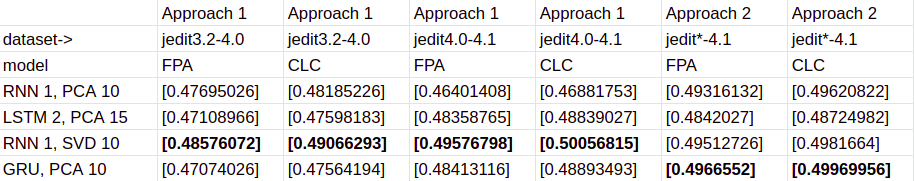 Approach 1 Approach 1 Approach 1 Approach 1 Approach 2 Approach 2
dataset-> jedit3.2-4.0 jedit3.2-4.0 jedit4.0-4.1 jedit4.0-4.1 jedit*-4.1 jedit*-4.1
model FPA CLC FPA CLC FPA CLC
RNN 1, PCA 10 [0.47695026] [0.48185226] [0.46401408] [0.46881753] [0.49316132] [0.49620822]
LSTM 2, PCA 15 [0.47108966] [0.47598183] [0.48358765] [0.48839027] [0.4842027] [0.48724982]
RNN 1, SVD 10 [0.48576072] [0.49066293] [0.49576798] [0.50056815] [0.49512726] [0.4981664]
GRU, PCA 10 [0.47074026] [0.47564194] [0.48413116] [0.48893493] [0.4966552] [0.49969956]